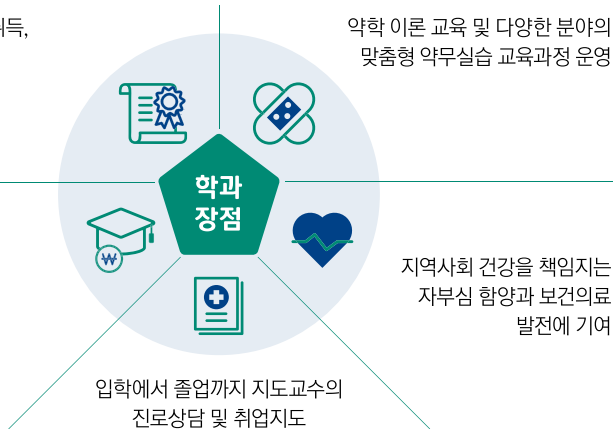 약학 이론 교육 및 다양한 분야의
맞춤형 약무실습 교육과정 운영
학과
장점
₩
지역사회 건강을 책임지는
자부심 함양과 보건의료
발전에 기여
입학에서 졸업까지 지도교수의
진로상담 및 취업지도